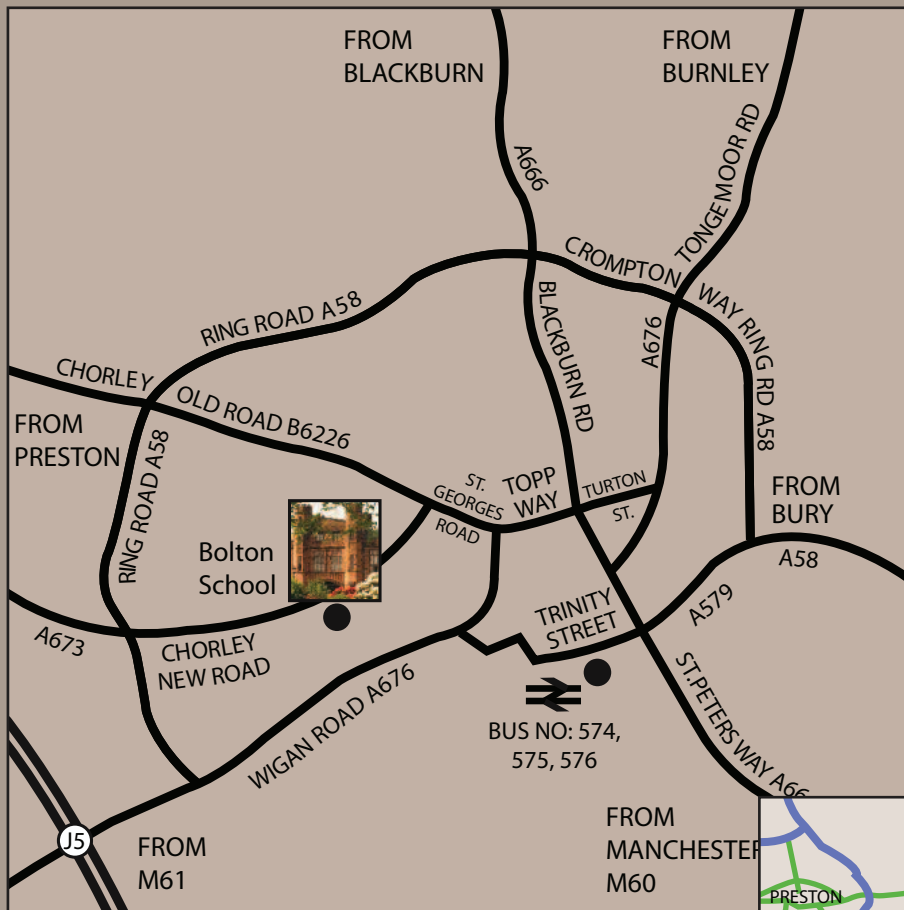 FROM
BLACKBURN
FROM
BURNLEY
A666
TONGE MOOR RD
CROMPTON
WAY RING RD A58
RING ROAD A58
BLACKBURN RD
A676
CHORLEY
OLD ROAD B6226
FROM
PRESTON
RING ROAD A58
ST.
GEORGES
ROAD
TOPP
WAY
TURTON
ST.
FROM
BURY
A58
Bolton
School
A579
TRINITY
STREET
A673
CHORLEY
NEW ROAD
WIGAN ROAD A676
ST.PETERS WAY A66
BUS NO: 574,
575, 576
J5
FROM
M61
FROM
MANCHESTER
M60
PRESTON